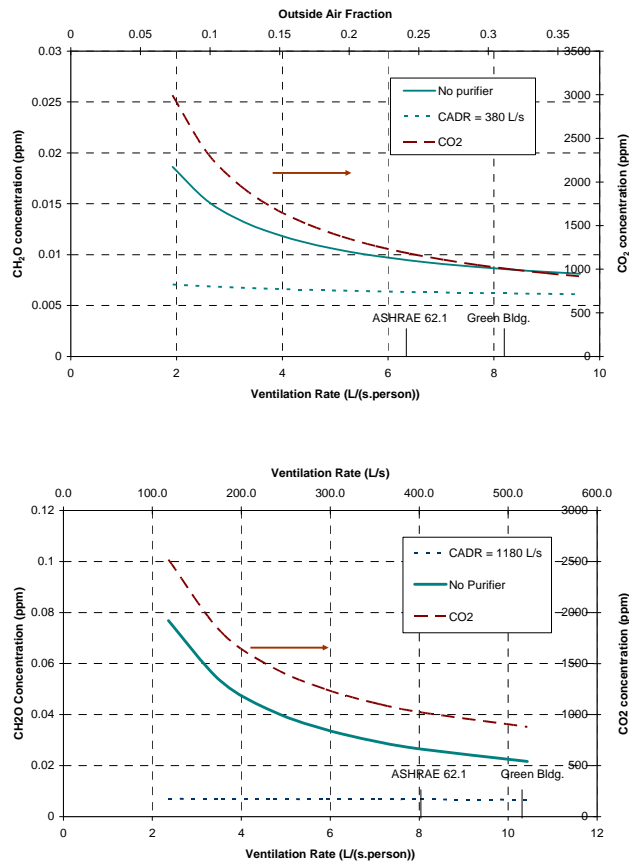 Outside Air Fraction
0 0.05 0.1 0.15 0.2 0.25 0.3 0.35
0.03 3500
No purifier
CADR = 380 L/s
CO2
0.025 3000
2500
0.02
2000
0.015
1500
0.01
1000
0.005
500
0 0
CH2O concentration (ppm)
CO2 concentration (ppm)
ASHRAE 62.1 Green Bldg.
0 2 4 6 8 10
Ventilation Rate (L/(s.person))
Ventilation Rate (L/s)
0.0 100.0 200.0 300.0 400.0 500.0 600.0
0.12 3000
CADR = 1180 L/s
No Purifier
CO2
0.1 2500
0.08 2000
0.06 1500
0.04 1000
0.02 500
0 0
CH2O Concentration (ppm)
CO2 concentration (ppm)
ASHRAE 62.1 Green Bldg.
0 2 4 6 8 10 12
Ventilation Rate (L/(s.person))